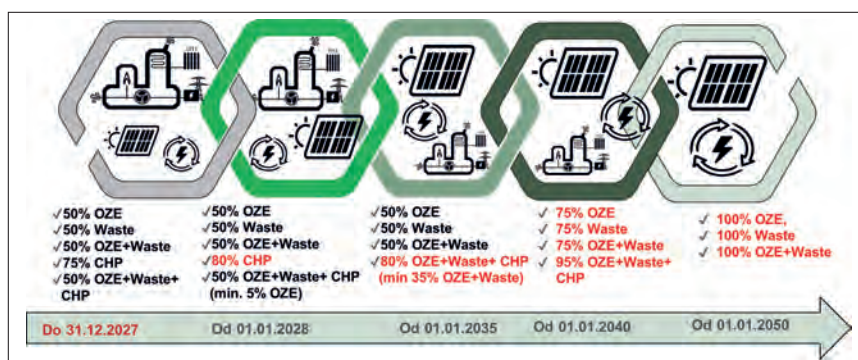 ✓50% OZE
✓50% Waste
✓50% OZE+Waste
✓75% CHP
✓50% OZE+Waste+
CHP
✓50% OZE
✓50% Waste
✓50% OZE+Waste
✓80% CHP
✓50% OZE+Waste+ CHP
(min. 5% OZE)
✓50% OZE
✓50% Waste
✓50% OZE+Waste
✓80% OZE+Waste+ CHP
(min 35% OZE+Waste)
✓ 75% OZE
✓ 75% Waste
✓ 75% OZE+Waste
✓ 95% OZE+Waste+
CHP
✓ 100% OZE,
✓ 100% Waste
✓ 100% OZE+Waste
Do 31.12.2027
Od 01.01.2028
Od 01.01.2035
Od 01.01.2040
Od 01.01.2050